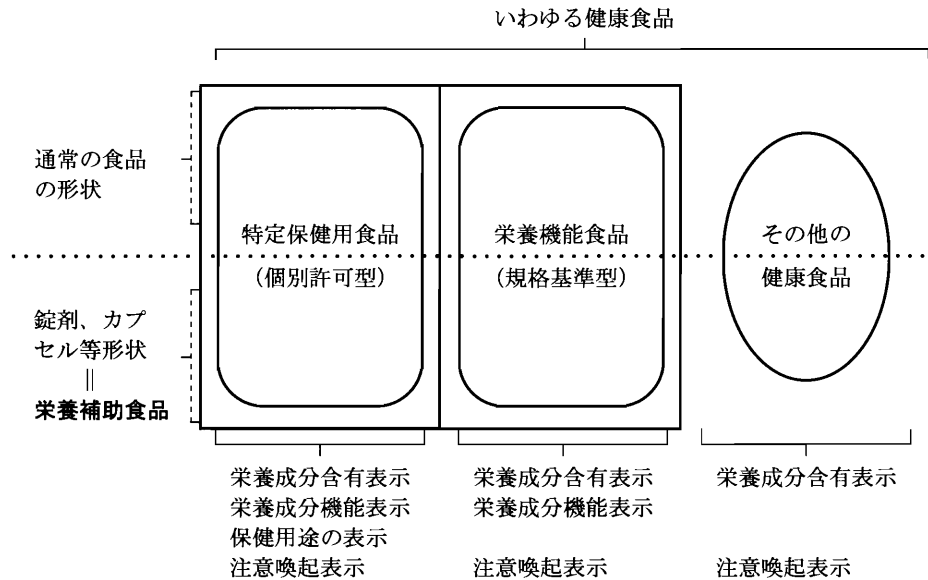 いわゆる健康食品
通常の食品
の形状
特定保健用食品
(個別許可型)
栄養機能食品
(規格基準型)
その他の
健康食品
錠剤、カプ
セル等形状
||
栄養補助食品
栄養成分含有表示
栄養成分機能表示
保健用途の表示
注意喚起表示
栄養成分含有表示
栄養成分機能表示
注意喚起表示
栄養成分含有表示
注意喚起表示